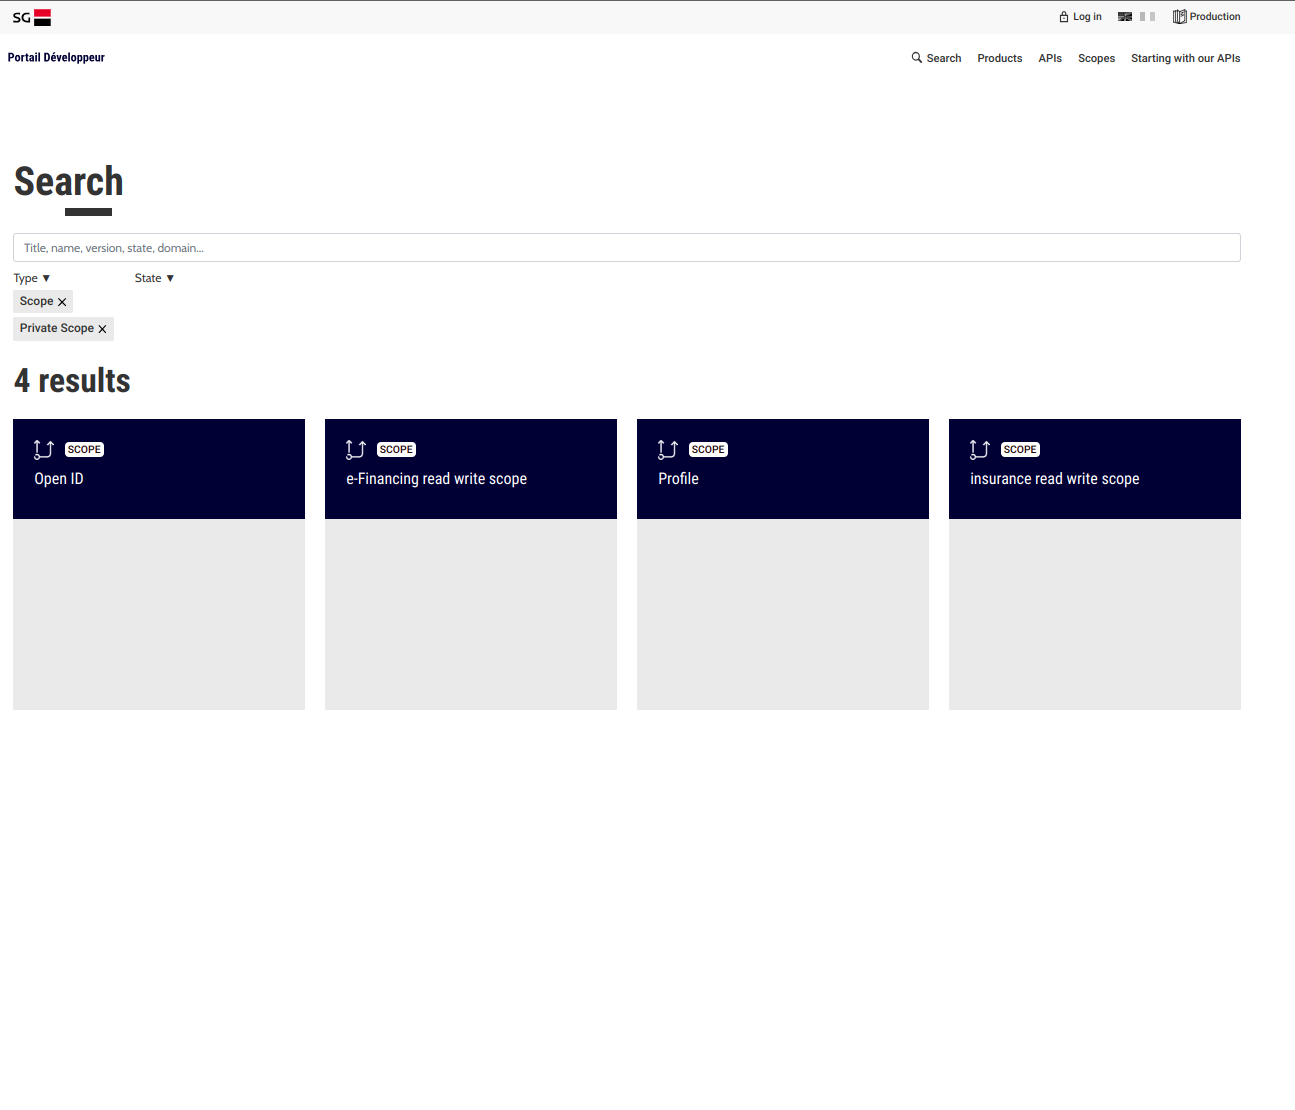 SG
Log in
Production
Portail Développeur
Search
Products
APIs
Scopes
Starting with our APIs
Search
Title, name, version, state, domain...
Type ▼
State ▼
Scope ✕
Private Scope ✕
4 results
SCOPE
Open ID
SCOPE
e-Financing read write scope
SCOPE
Profile
SCOPE
insurance read write scope